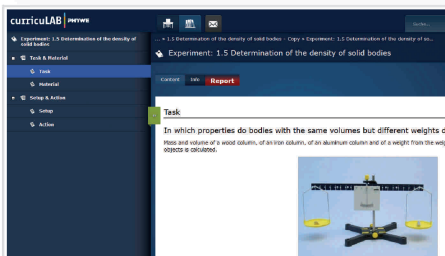 curricuLAB PHYWE
Experiment: 1.5 Determination of the density of
solid bodies
Task & Material
Task
Material
Setup & Action
Setup
Action
... » 1.5 Determination of the density of solid bodies - Copy » Experiment: 1.5 Determination of the density of so...
Experiment: 1.5 Determination of the density of solid bodies
Content
Info
Report
Task
In which properties do bodies with the same volumes but different weights d
Mass and volume of a wood column, of an iron column, of an aluminum column and of a weight from the weig
objects is calculated.